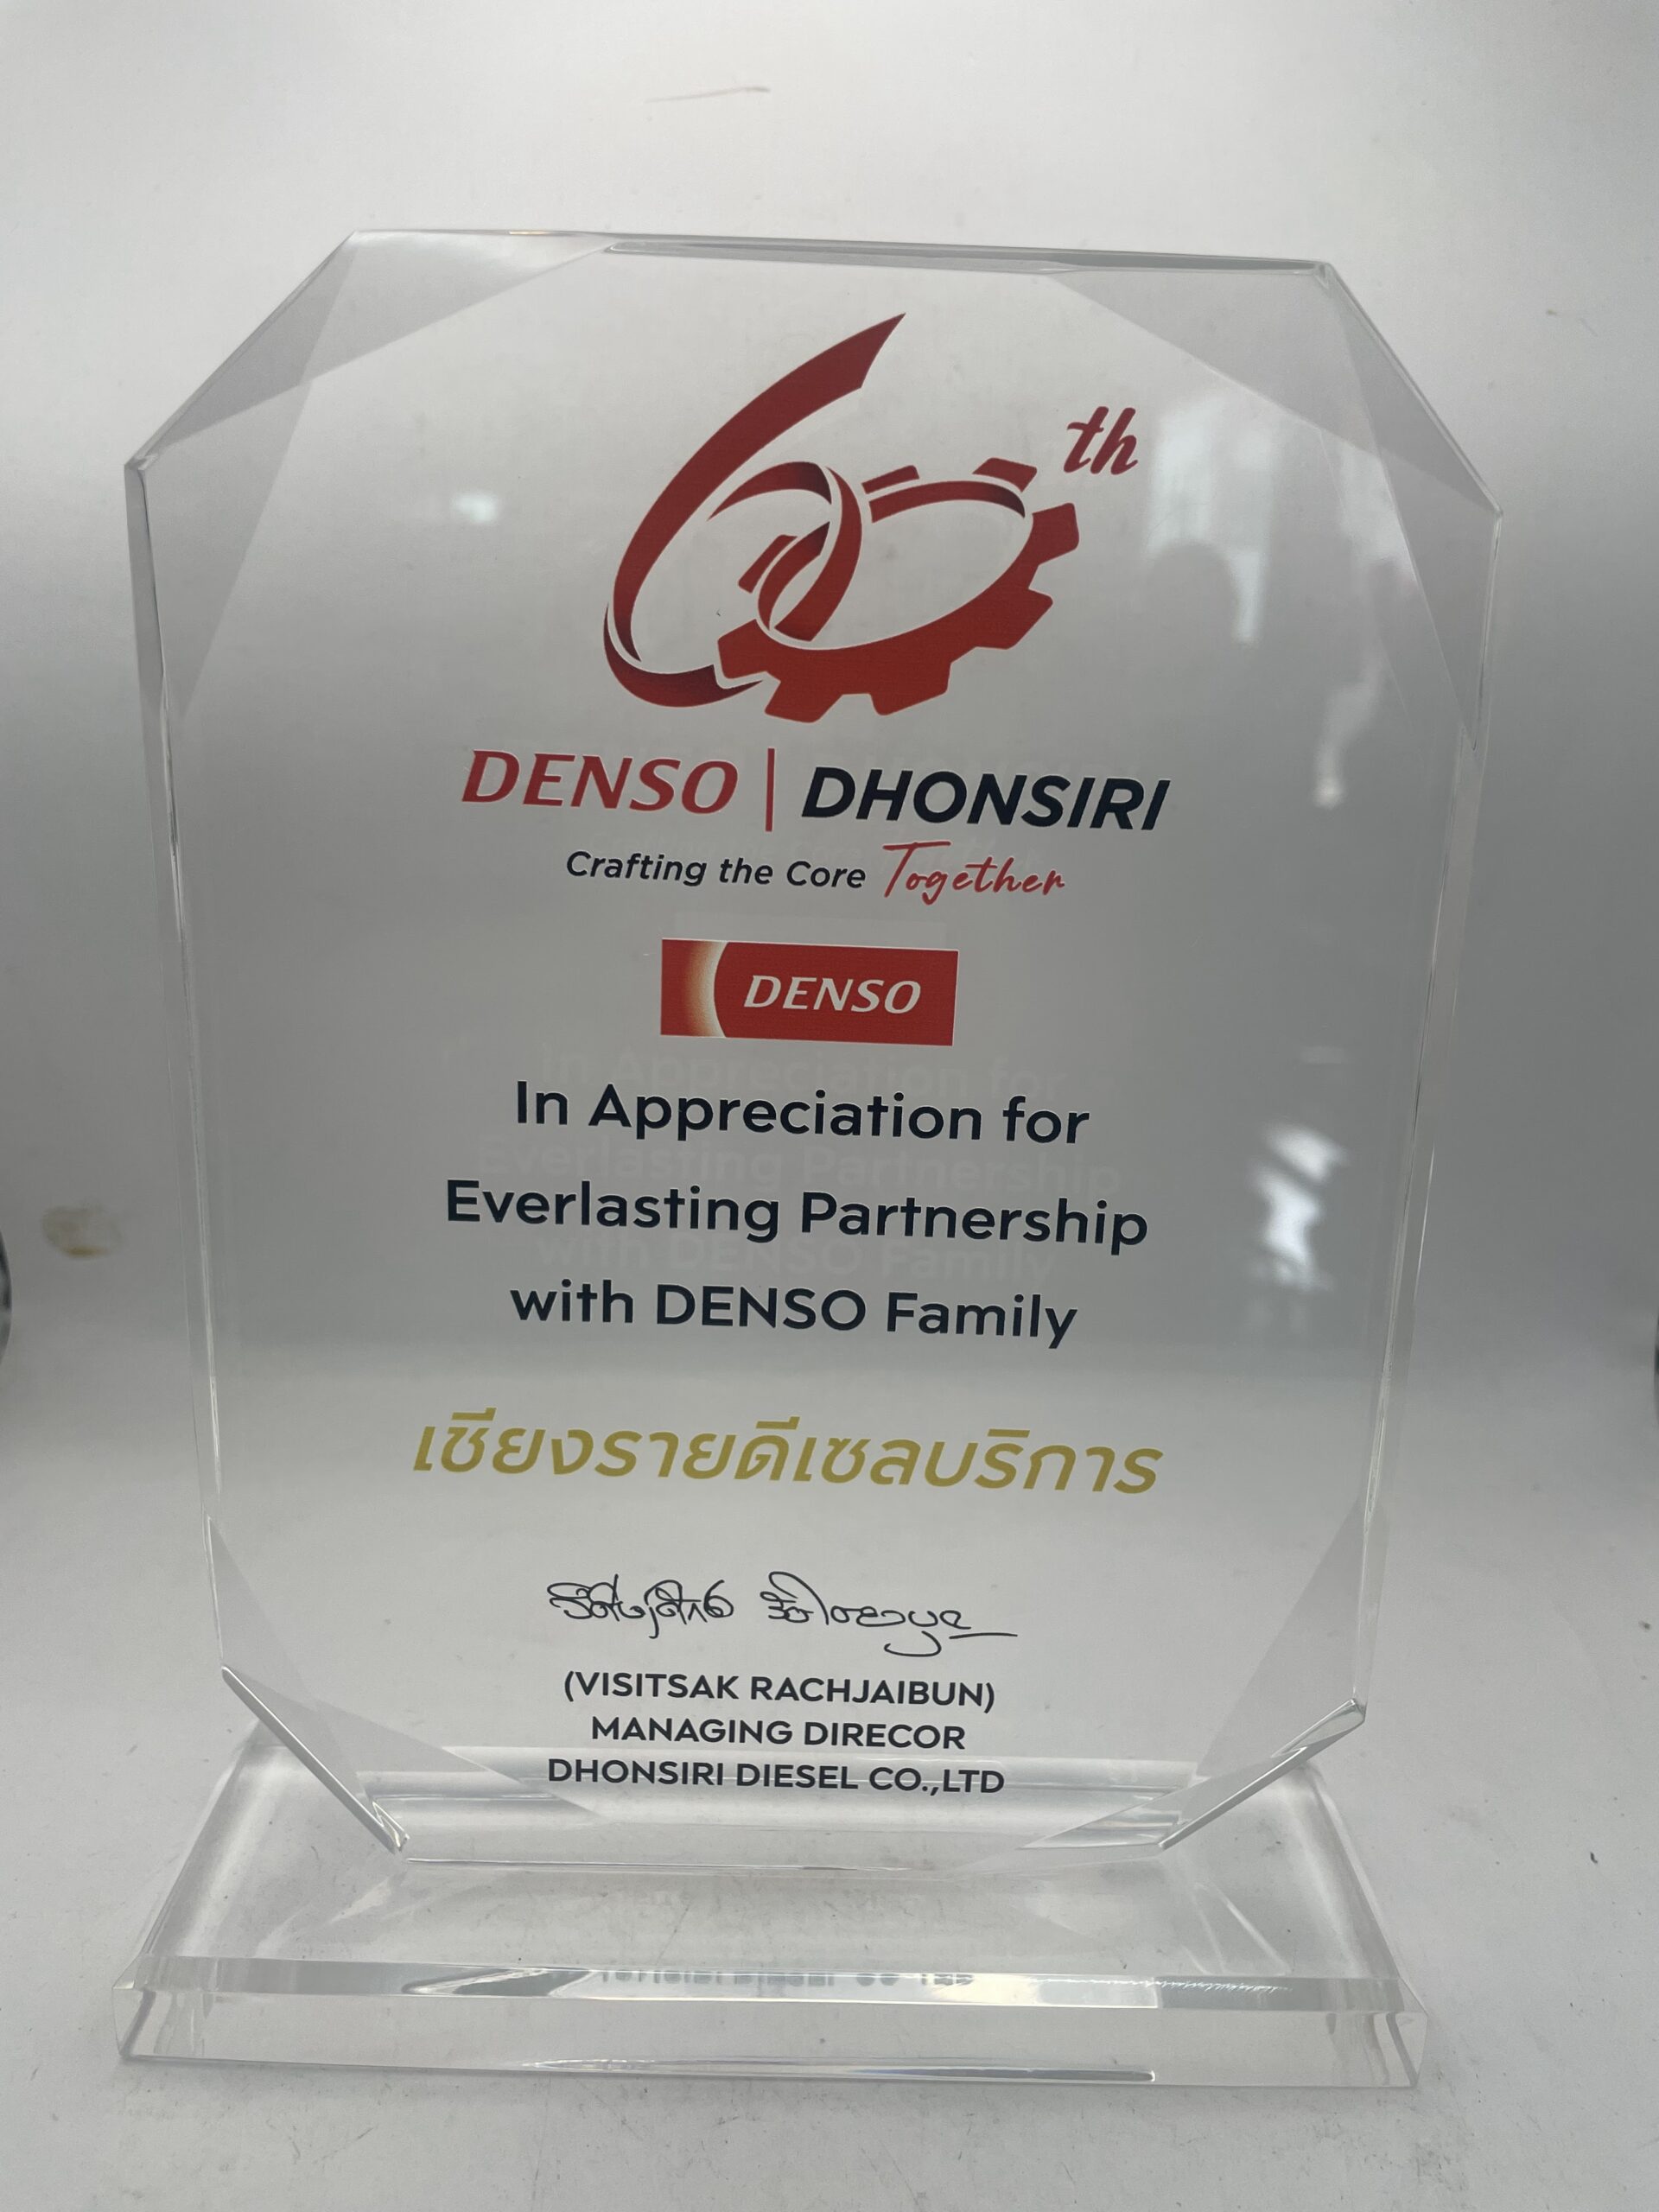 60th
DENSO | DHONSIRI
Crafting the Core Together
DENSO
In Appreciation for
Everlasting Partnership
with DENSO Family
เชียงรายดีเซลบริการ
(VISITSAK RACHJAIBUN)
MANAGING DIRECOR
DHONSIRI DIESEL CO.,LTD